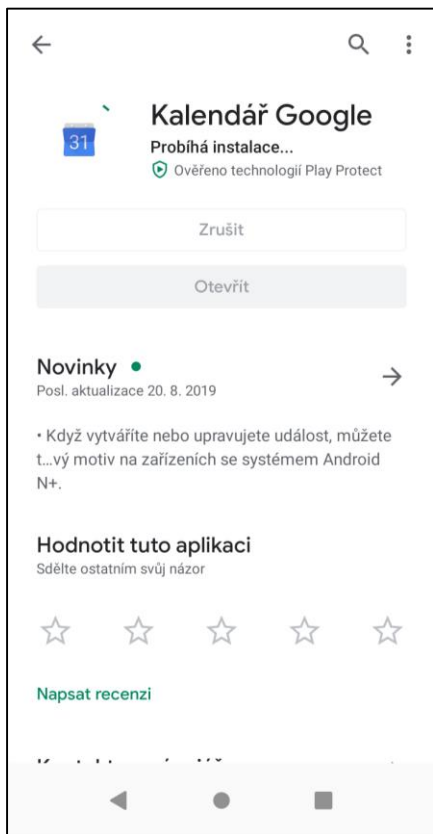 Kalendář Google
31
Probíhá instalace...
Ověřeno technologií Play Protect
Zrušit
Otevřít
Novinky
Posl. aktualizace 20. 8. 2019
• Když vytváříte nebo upravujete událost, můžete
t...vý motiv na zařízeních se systémem Android
N+.
Hodnotit tuto aplikaci
Sdělte ostatním svůj názor
Napsat recenzi